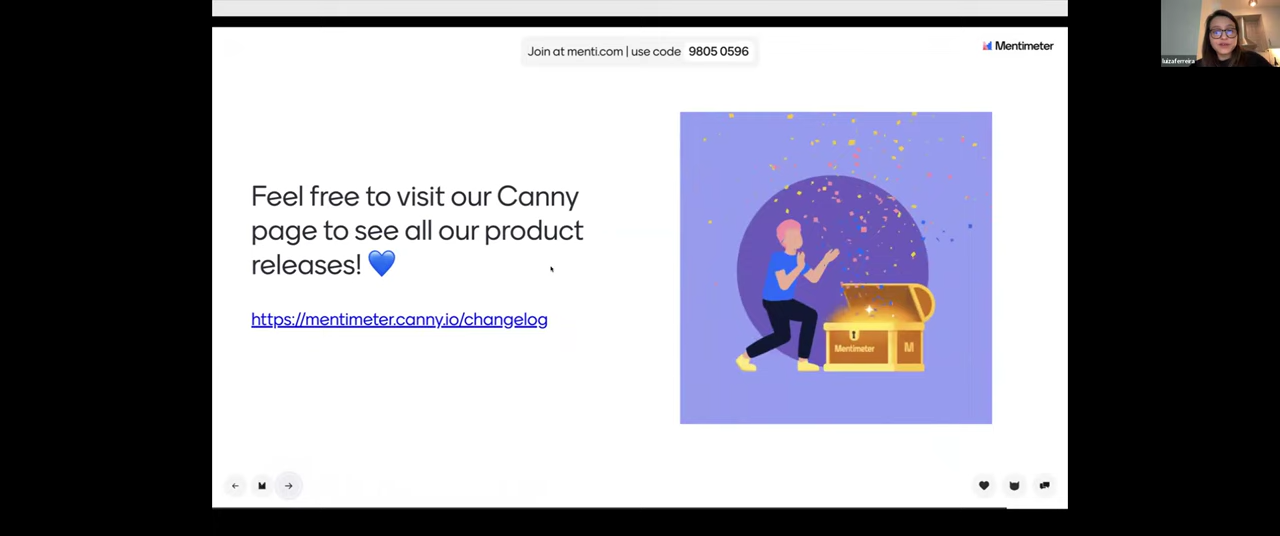 Join at menti.com | use code 9805 0596
Mentimeter
luizaferreira
Feel free to visit our Canny
page to see all our product
releases! 💙
https://mentimeter.canny.io/changelog
Mentimeter
M